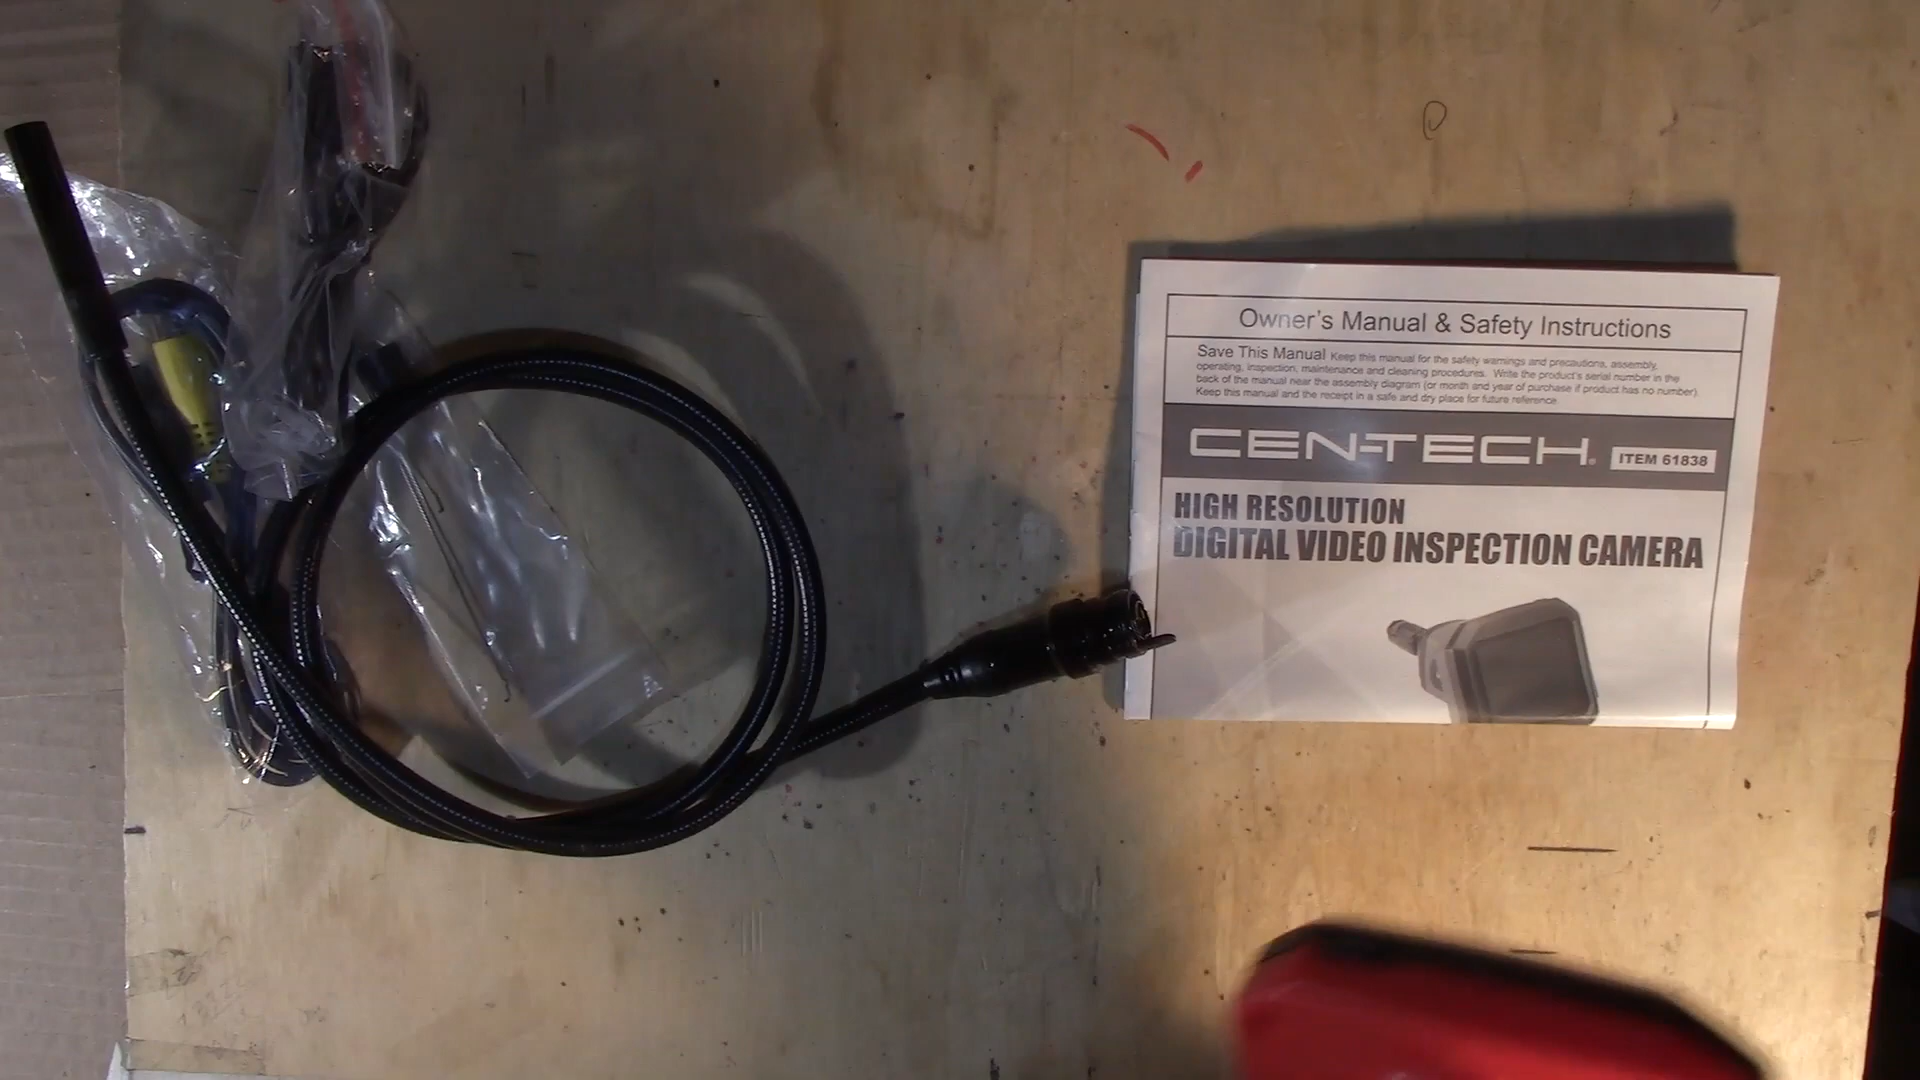 Owner's Manual & Safety Instructions
Save This Manual Keep this manual for the safety warnings and precautions, assembly,
operating, inspection, maintenance and cleaning procedures. Write the product's serial number in the
back of the manual near the assembly diagram (or month and year of purchase if product has no number).
Keep this manual and the receipt in a safe and dry place for future reference.
CEN-TECH® ITEM 61838
HIGH RESOLUTION
DIGITAL VIDEO INSPECTION CAMERA